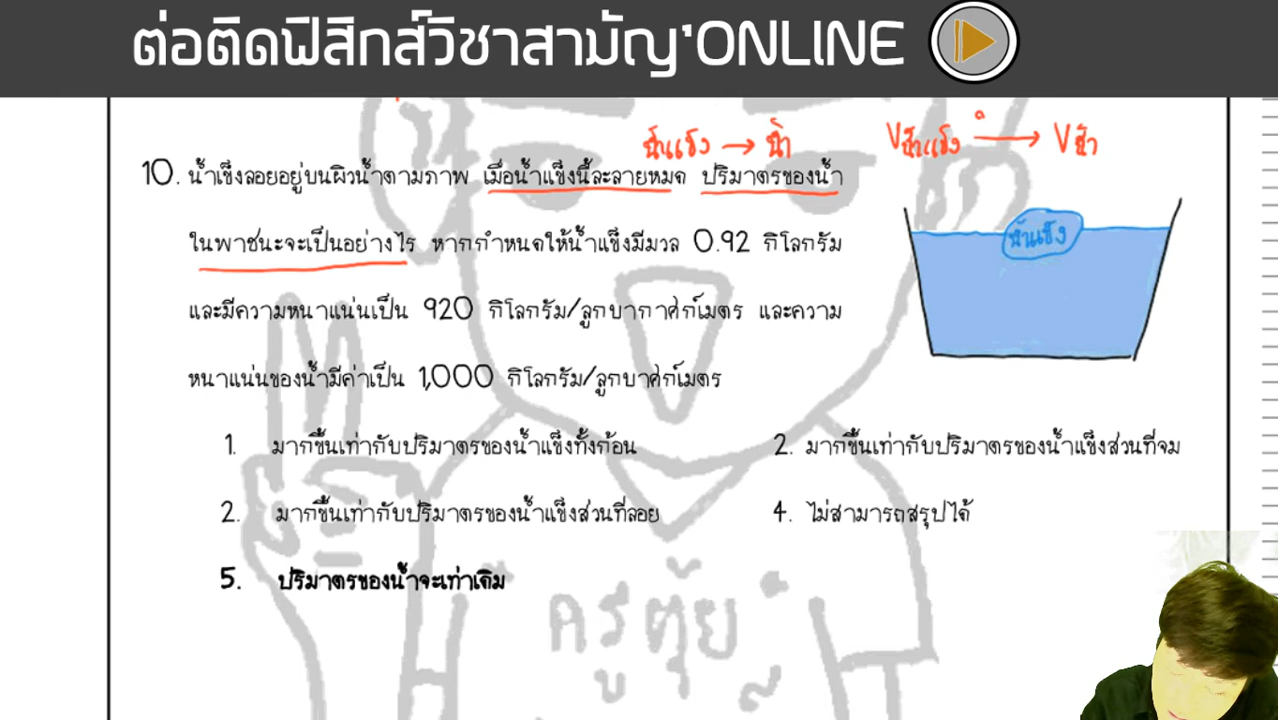 ต่อติดฟิสิกส์วิชาสามัญ'ONLINE
น้ำแข็ง → น้ำ
V น้ำแข็ง → V น้ำ
10. น้ำเข็งลอยอยู่บนผิวน้ำตามภาพ เมื่อน้ำแข็งนี้ละลายหมด ปริมาตรของน้ำ
ในพาชนะจะเป็นอย่างไร หากกำหนดให้น้ำแข็งมีมวล 0.92 กิโลกรัม
น้ำแข็ง
และมีความหนาแน่นเป็น 920 กิโลกรัม/ลูกบากาศก์เมตร และความ
หนาแน่นของน้ำมีค่าเป็น 1,000 กิโลกรัม/ลูกบาศก์เมตร
1. มากขึ้นเท่ากับปริมาตรของน้ำแข็งทั้งก้อน
2. มากขึ้นเท่ากับปริมาตรของน้ำแข็งส่วนที่จม
2. มากขึ้นเท่ากับปริมาตรของน้ำแข็งส่วนที่ลอย
4. ไม่สามารถสรุปได้
5. ปริมาตรของน้ำจะเท่าเดิม
ครูตุ้ย